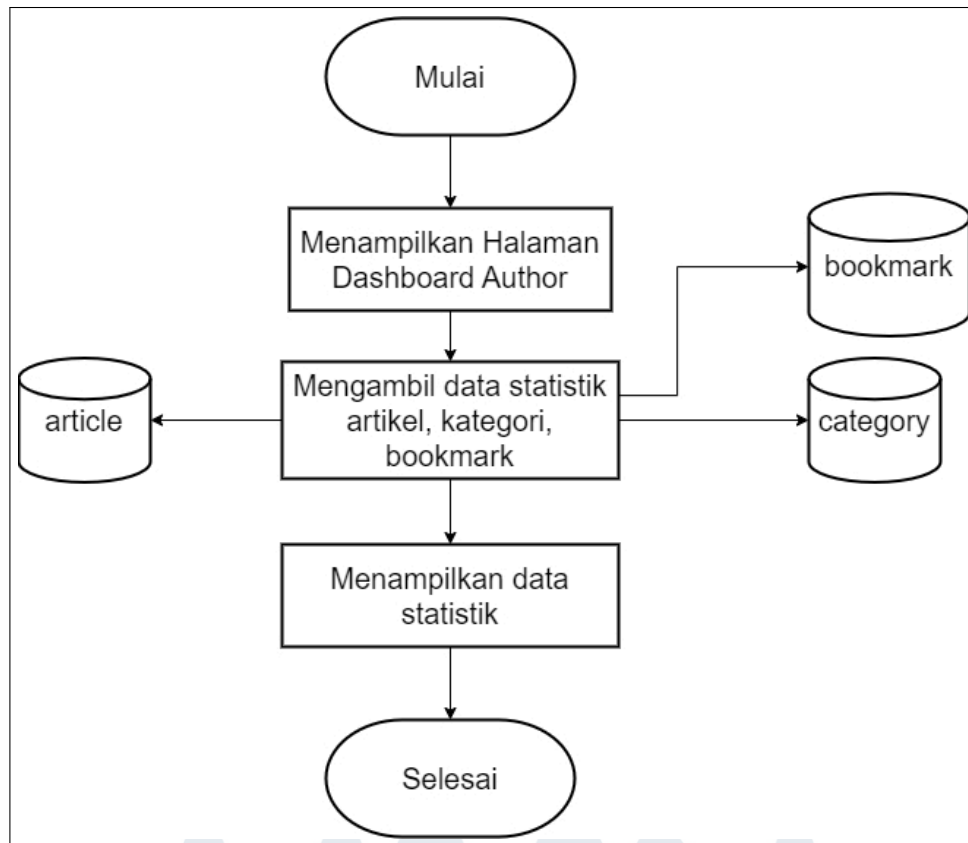 Mulai
Menampilkan Halaman
Dashboard Author
bookmark
Mengambil data statistik
artikel, kategori,
bookmark
article
category
Menampilkan data
statistik
Selesai